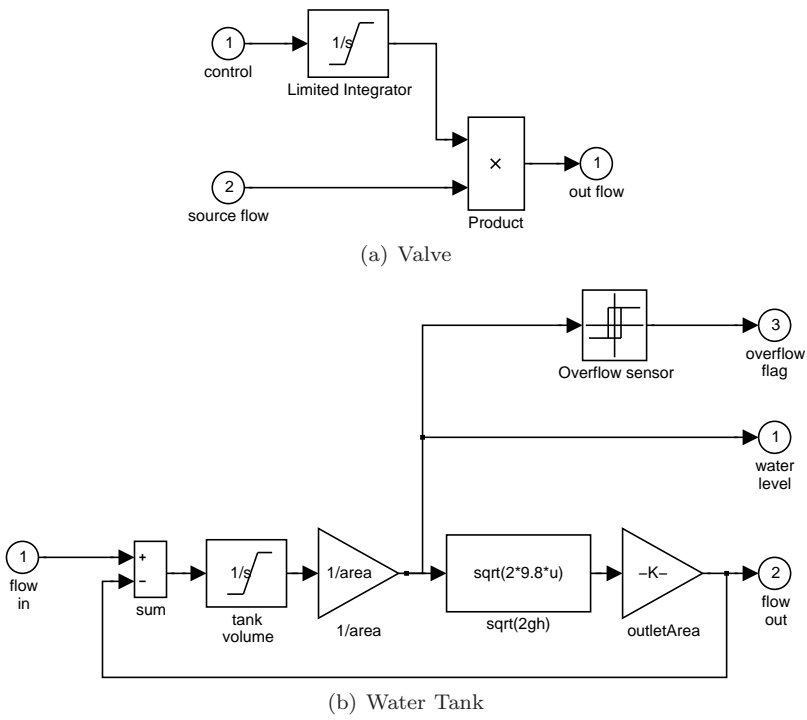 1
control
1/s
Limited Integrator
×
Product
2
source flow
1
out flow
(a) Valve
Overflow sensor
3
overflow
flag
1
water
level
1
flow
in
+
−
sum
1/s
tank
volume
1/area
1/area
sqrt(2*9.8*u)
sqrt(2gh)
−K−
outletArea
2
flow
out
(b) Water Tank